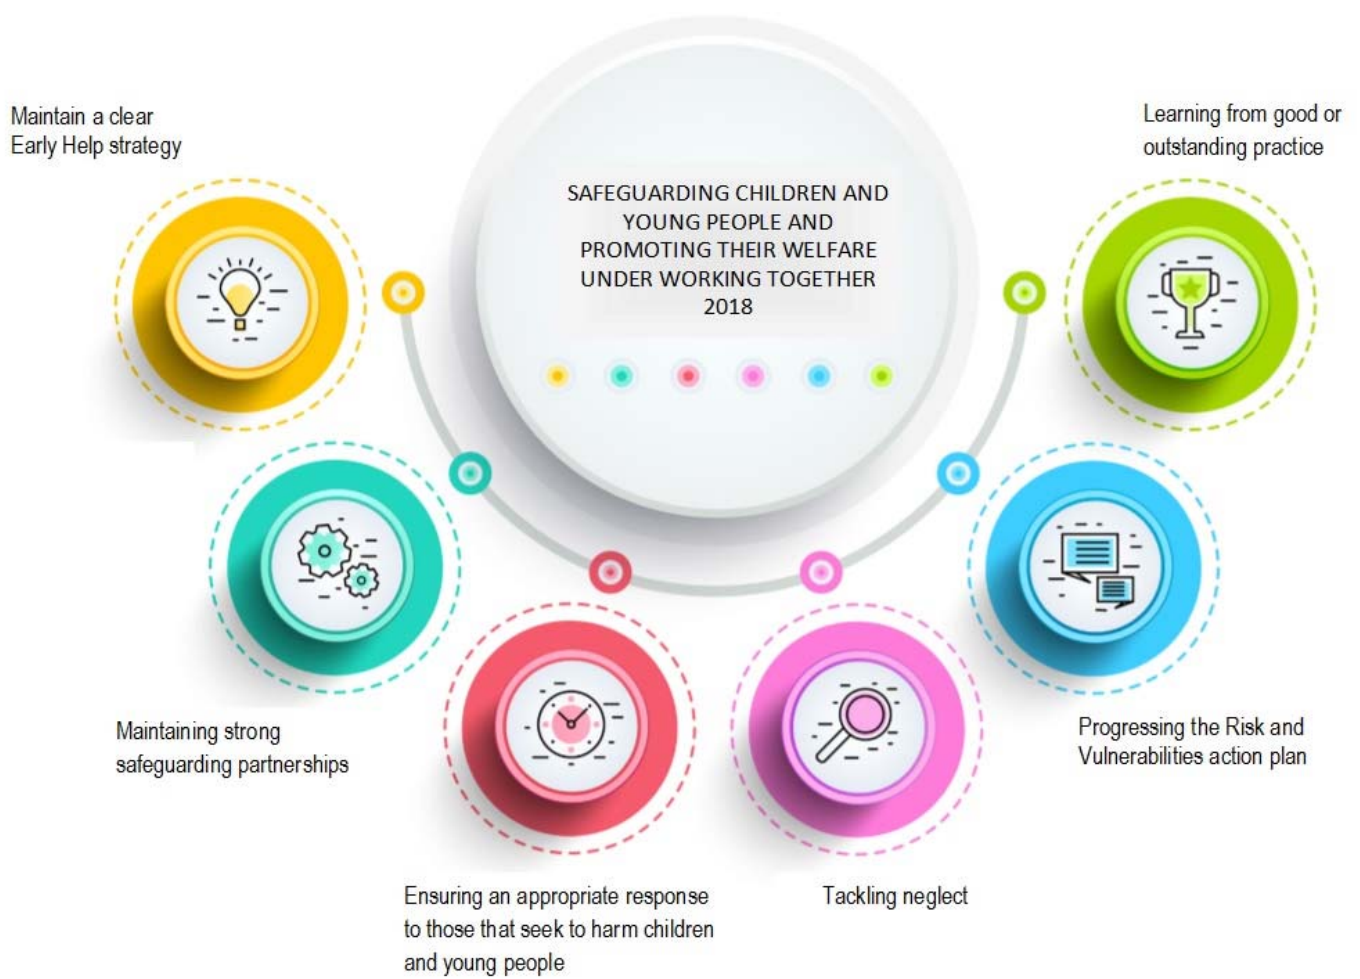 SAFEGUARDING CHILDREN AND
YOUNG PEOPLE AND
PROMOTING THEIR WELFARE
UNDER WORKING TOGETHER
2018
Maintain a clear
Early Help strategy
Maintaining strong
safeguarding partnerships
Ensuring an appropriate response
to those that seek to harm children
and young people
Tackling neglect
Progressing the Risk and
Vulnerabilities action plan
Learning from good or
outstanding practice